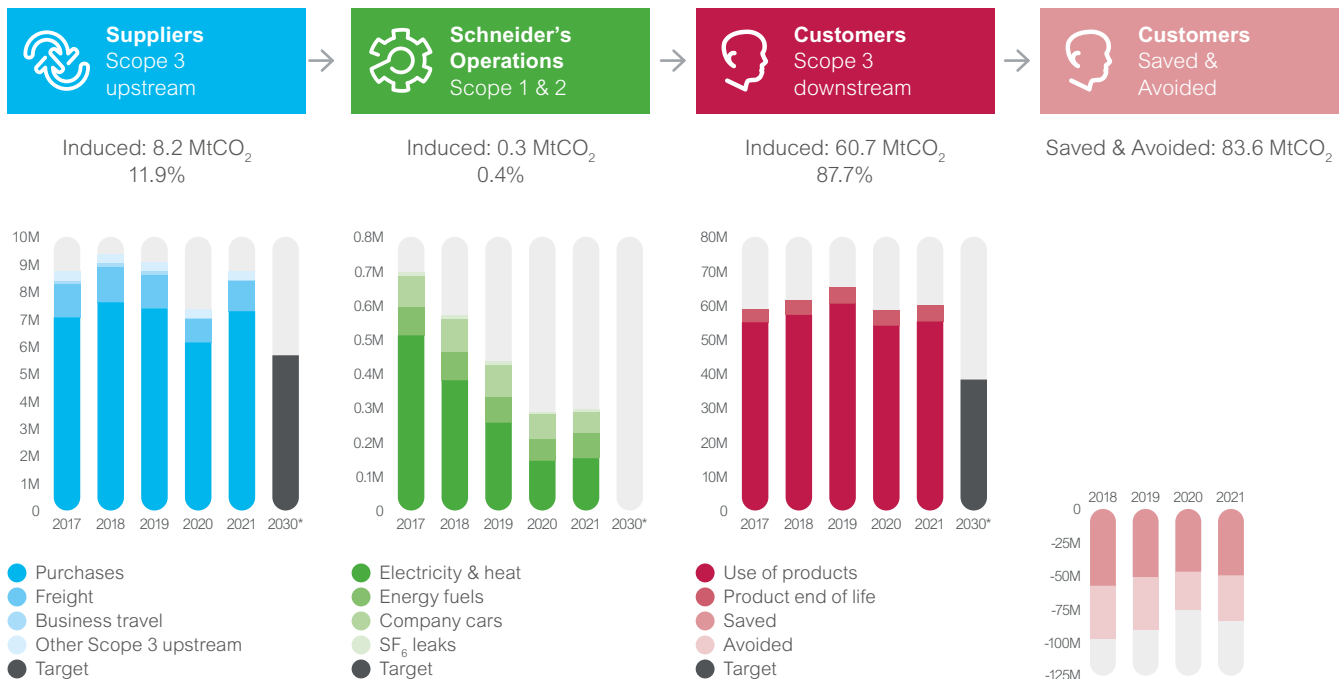 Suppliers
Scope 3
upstream
Schneider's
Operations
Scope 1 & 2
Customers
Scope 3
downstream
Customers
Saved &
Avoided
Induced: 8.2 MtCO₂
11.9%
Induced: 0.3 MtCO₂
0.4%
Induced: 60.7 MtCO₂
87.7%
Saved & Avoided: 83.6 MtCO₂
10M
9M
8M
7M
6M
5M
4M
3M
2M
1M
0
2017 2018 2019 2020 2021 2030*
Purchases
Freight
Business travel
Other Scope 3 upstream
Target
0.8M
0.7M
0.6M
0.5M
0.4M
0.3M
0.2M
0.1M
0
2017 2018 2019 2020 2021 2030*
Electricity & heat
Energy fuels
Company cars
SF₆ leaks
Target
80M
70M
60M
50M
40M
30M
20M
10M
0
2017 2018 2019 2020 2021 2030*
Use of products
Product end of life
Saved
Avoided
Target
2018 2019 2020 2021
0
-25M
-50M
-75M
-100M
-125M